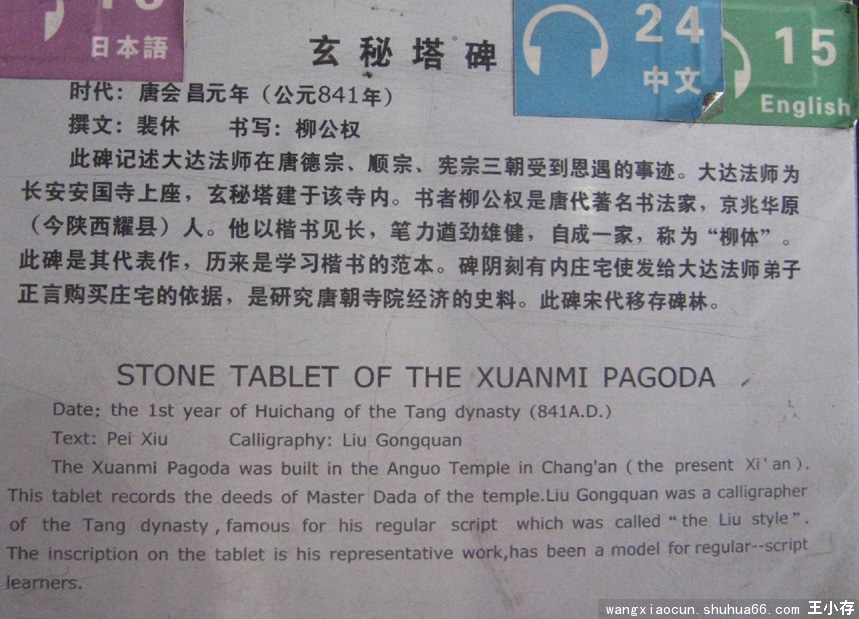 日本語
24
中文
15
English
玄秘塔碑
时代：唐会昌元年（公元841年）
撰文：裴休 书写：柳公权
此碑记述大达法师在唐德宗、顺宗、宪宗三朝受到恩遇的事迹。大达法师为
长安安国寺上座，玄秘塔建于该寺内。书者柳公权是唐代著名书法家，京兆华原
（今陕西耀县）人。他以楷书见长，笔力遒劲雄健，自成一家，称为“柳体”。
此碑是其代表作，历来是学习楷书的范本。碑阴刻有内庄宅使发给大达法师弟子
正言购买庄宅的依据，是研究唐朝寺院经济的史料。此碑宋代移存碑林。
STONE TABLET OF THE XUANMI PAGODA
Date: the 1st year of Huichang of the Tang dynasty (841A.D.)
Text: Pei Xiu Calligraphy: Liu Gongquan
The Xuanmi Pagoda was built in the Anguo Temple in Chang'an (the present Xi'an).
This tablet records the deeds of Master Dada of the temple.Liu Gongquan was a calligrapher
of the Tang dynasty,famous for his regular script which was called “the Liu style”.
The inscription on the tablet is his representative work,has been a model for regular--script
learners.
wangxiaocun.shuhua66.com 王小存